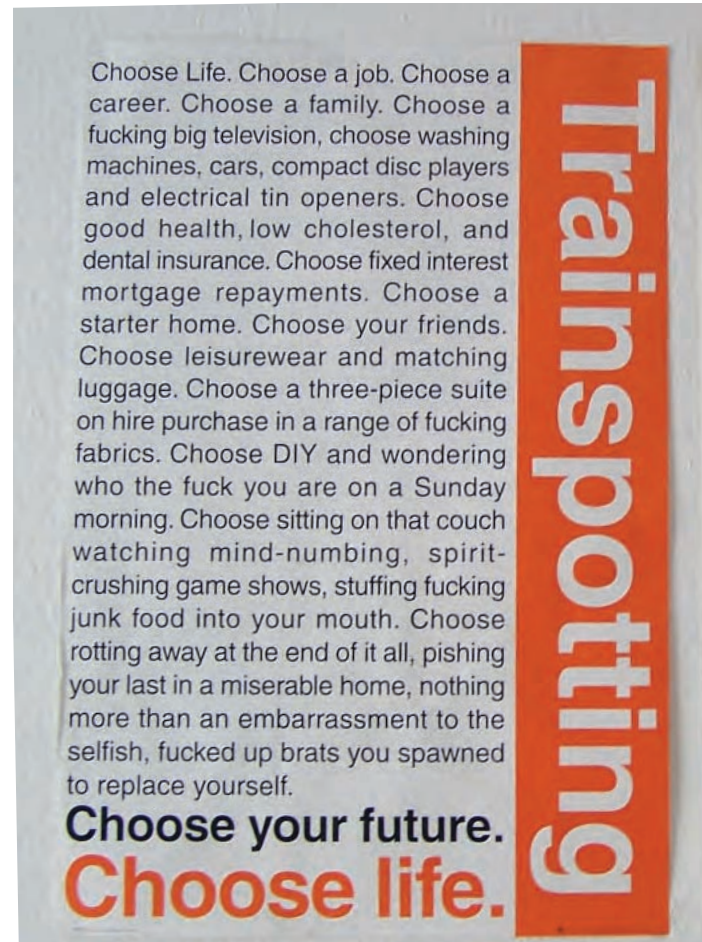 Choose Life. Choose a job. Choose a
career. Choose a family. Choose a
fucking big television, choose washing
machines, cars, compact disc players
and electrical tin openers. Choose
good health, low cholesterol, and
dental insurance. Choose fixed interest
mortgage repayments. Choose a
starter home. Choose your friends.
Choose leisurewear and matching
luggage. Choose a three-piece suite
on hire purchase in a range of fucking
fabrics. Choose DIY and wondering
who the fuck you are on a Sunday
morning. Choose sitting on that couch
watching mind-numbing, spirit-
crushing game shows, stuffing fucking
junk food into your mouth. Choose
rotting away at the end of it all, pishing
your last in a miserable home, nothing
more than an embarrassment to the
selfish, fucked up brats you spawned
to replace yourself.
Choose your future.
Choose life.
Trainspotting